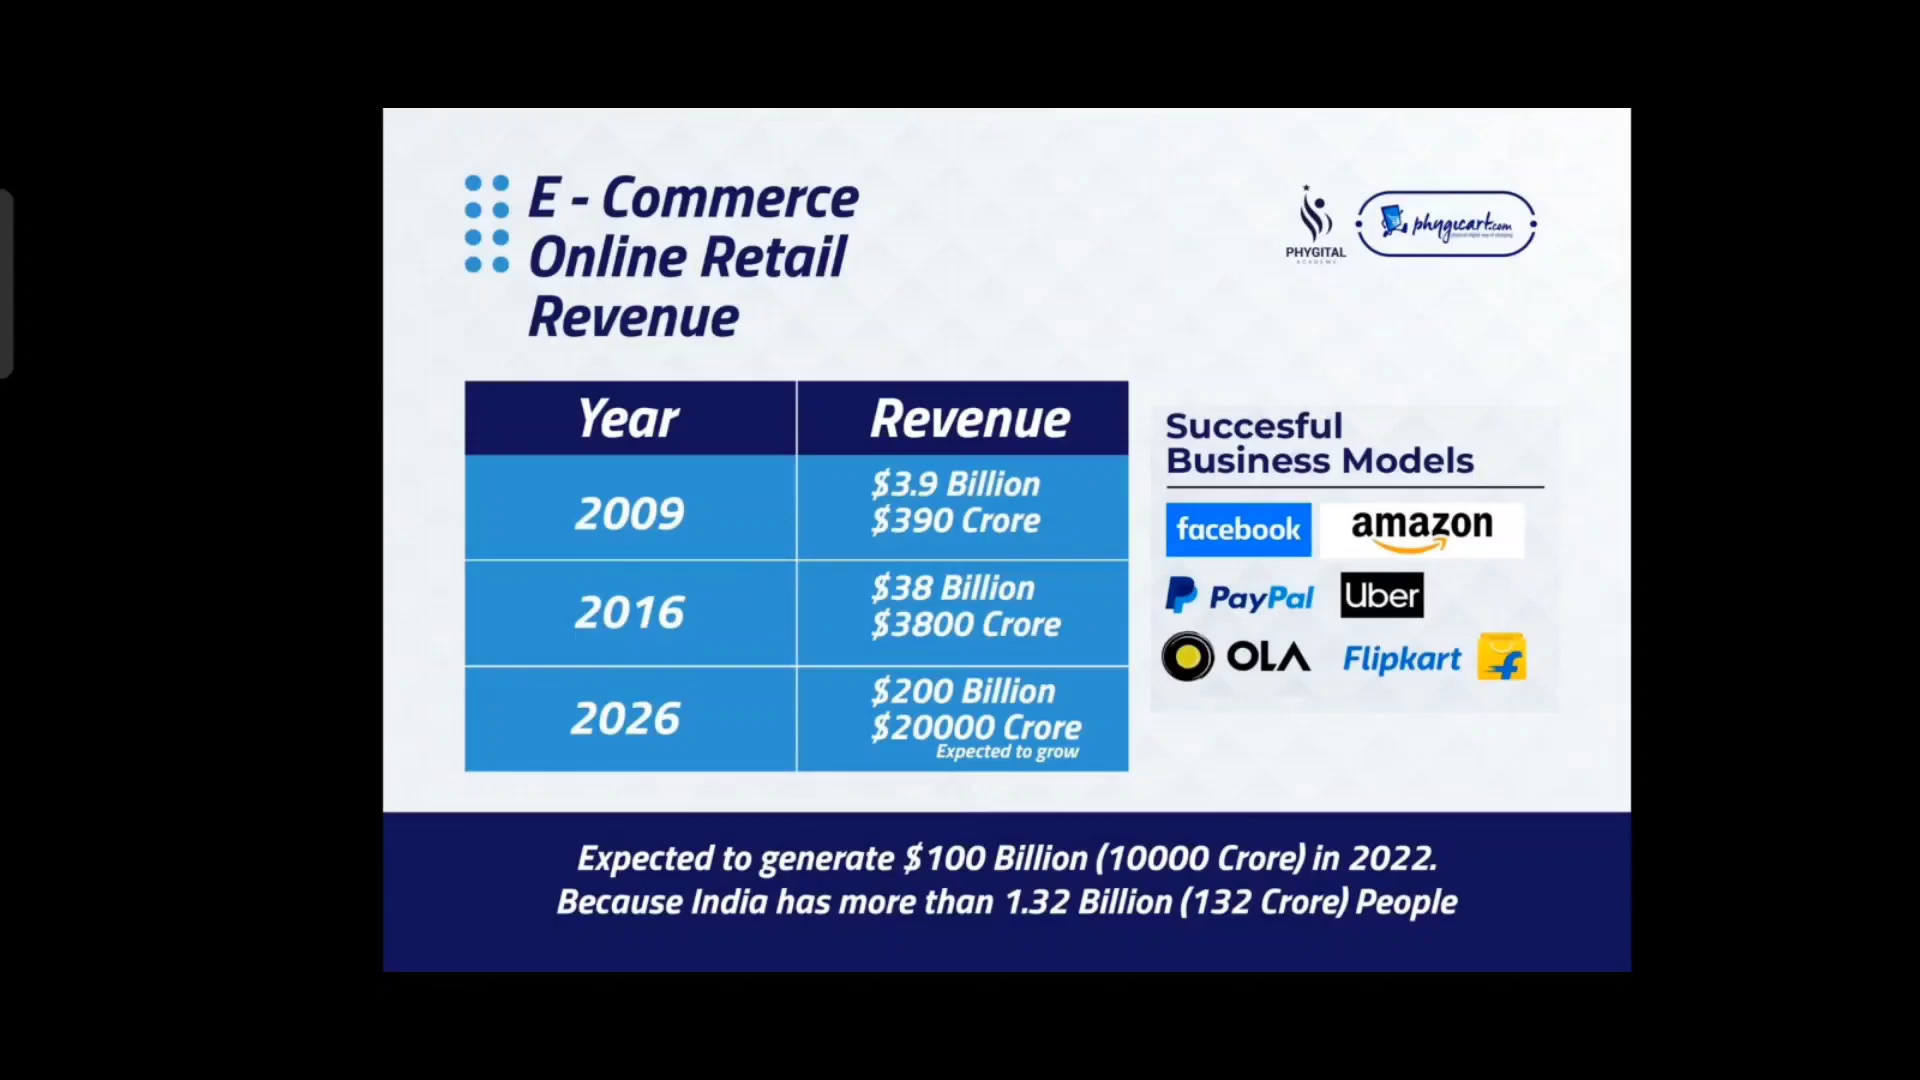 E - Commerce
Online Retail
Revenue
PHYGITAL
ACADEMY
phygicart.com
Year Revenue
2009
$3.9 Billion
$390 Crore
2016
$38 Billion
$3800 Crore
2026
$200 Billion
$20000 Crore
Expected to grow
Succesful
Business Models
facebook amazon
PayPal Uber
OLA Flipkart
Expected to generate $100 Billion (10000 Crore) in 2022.
Because India has more than 1.32 Billion (132 Crore) People